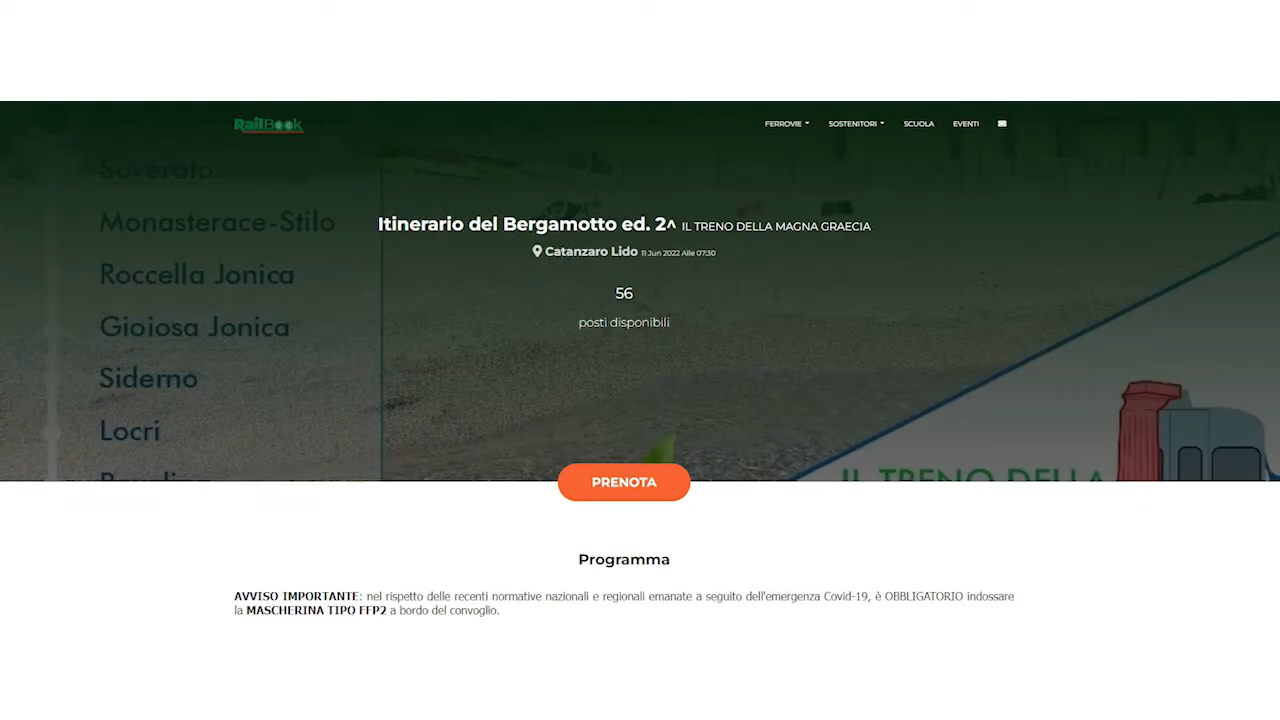 RailBook
FERROVIE
SOSTENITORI
SCUOLA
EVENTI
Soverato
Monasterace-Stilo
Roccella Jonica
Gioiosa Jonica
Siderno
Locri
Itinerario del Bergamotto ed. 2^ IL TRENO DELLA MAGNA GRAECIA
Catanzaro Lido 11 Jun 2022 Alle 07:30
56
posti disponibili
IL TRENO DELLA
PRENOTA
Programma
AVVISO IMPORTANTE: nel rispetto delle recenti normative nazionali e regionali emanate a seguito dell'emergenza Covid-19, è OBBLIGATORIO indossare
la MASCHERINA TIPO FFP2 a bordo del convoglio.